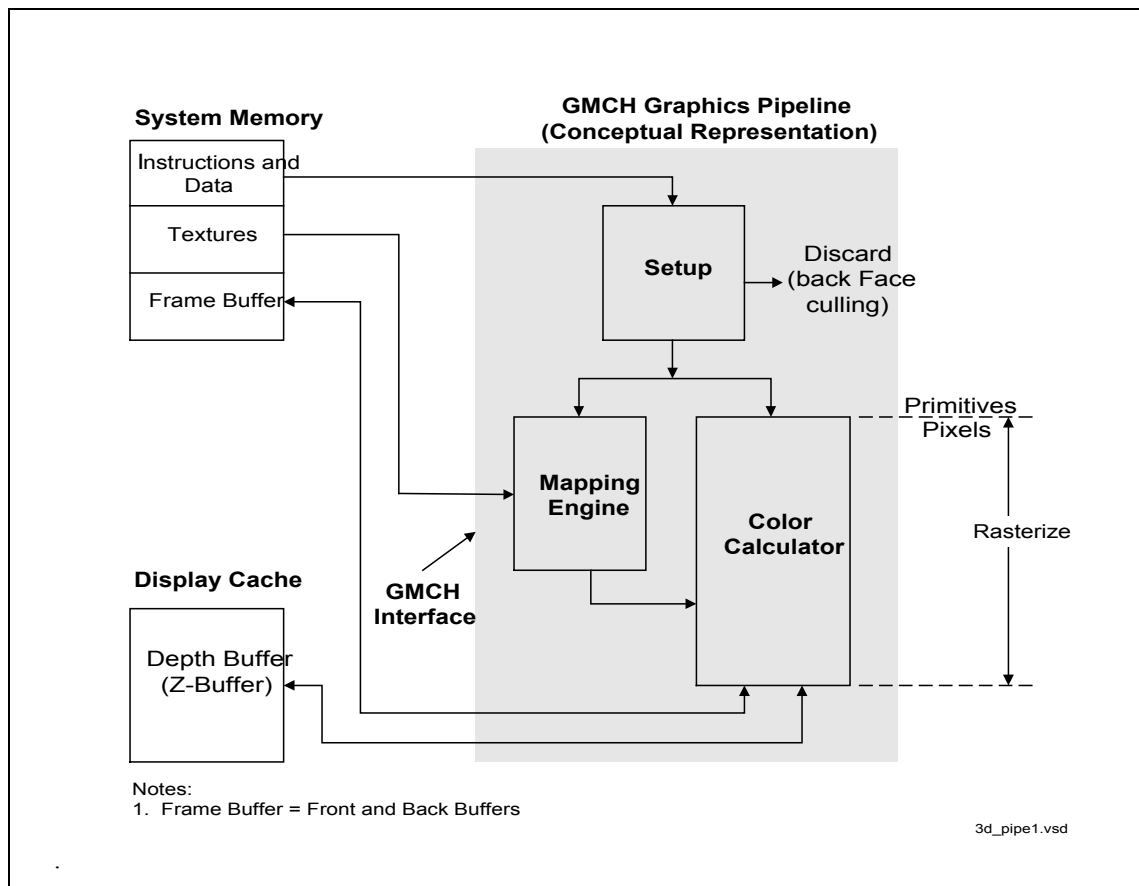 GMCH Graphics Pipeline
(Conceptual Representation)
System Memory
Instructions and
Data
Textures
Frame Buffer
Setup
Discard
(back Face
culling)
Primitives
Pixels
Mapping
Engine
Color
Calculator
Rasterize
GMCH
Interface
Display Cache
Depth Buffer
(Z-Buffer)
Notes:
1. Frame Buffer = Front and Back Buffers
3d_pipe1.vsd
.